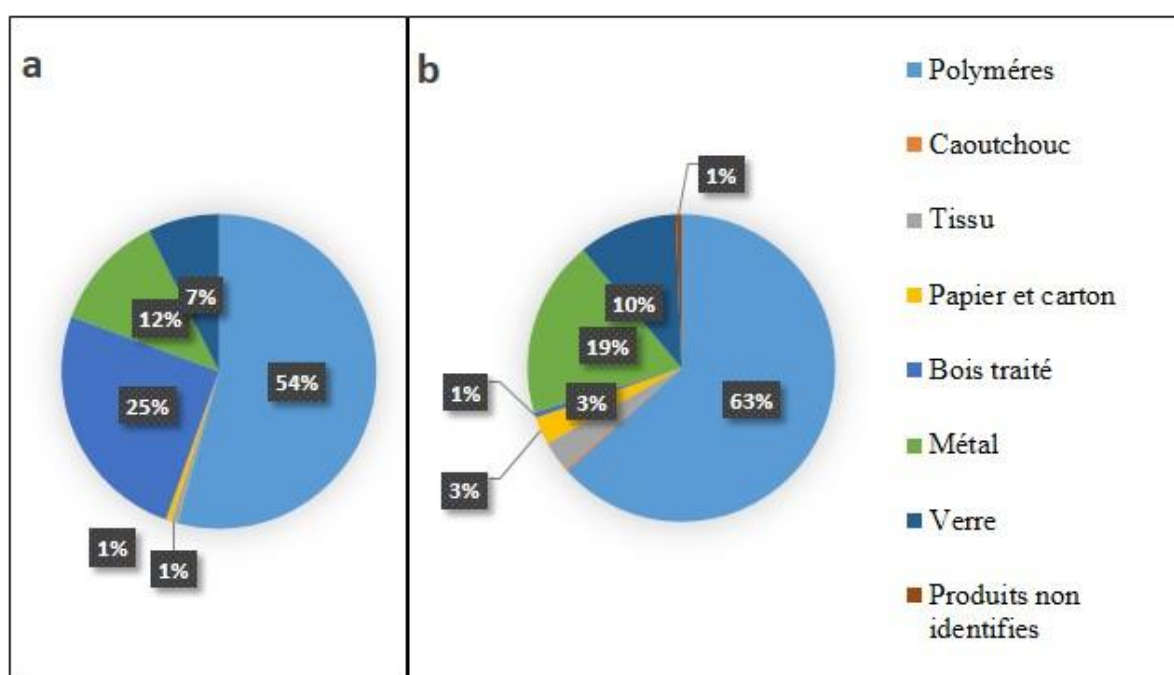 a
7%
12%
54%
25%
1%
1%
b
1%
10%
19%
1%
3%
63%
3%
Polyméres
Caoutchouc
Tissu
Papier et carton
Bois traité
Métal
Verre
Produits non
identifies